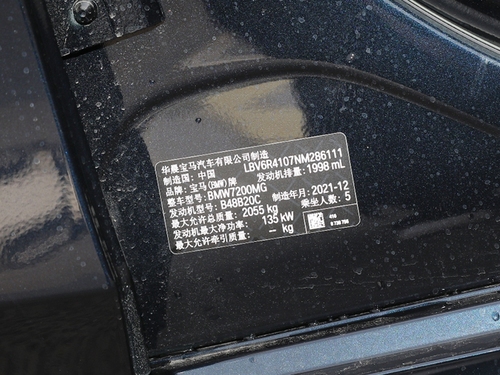 华晨宝马汽车有限公司制造
制造国: 中国 LBV6R4107NM286111
品牌: 宝马(BMW)牌 发动机排量: 1998 mL
整车型号: BMW7200MG
发动机型号: B48B20C 制造年月: 2021-12
最大允许总质量: 2055 kg 乘坐人数: 5
发动机最大净功率: 135 kW
最大允许牵引质量: — kg